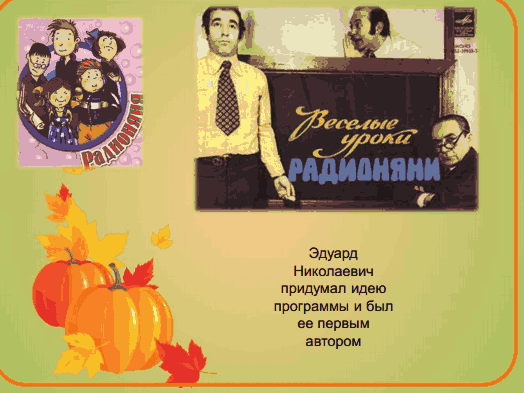 РАДИОНЯНЯ
Веселые
уроки
РАДИОНЯНИ
Эдуард
Николаевич
придумал идею
программы и был
ее первым
автором